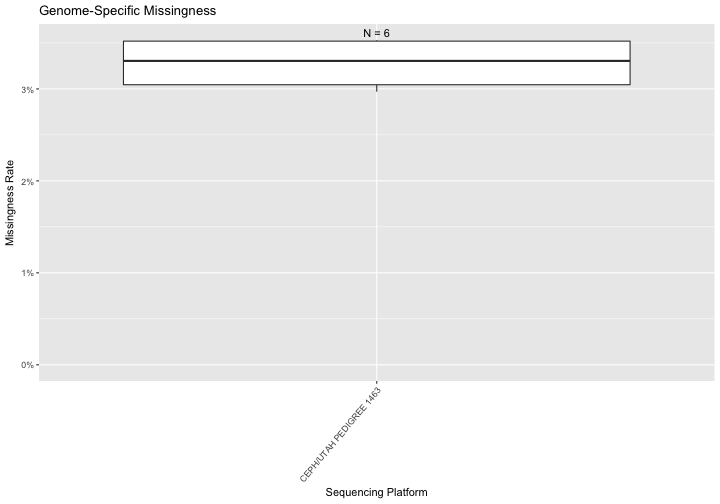 Genome-Specific Missingness
N = 6
3%
2%
1%
0%
Missingness Rate
CEPH/UTAH PEDIGREE 1463
Sequencing Platform